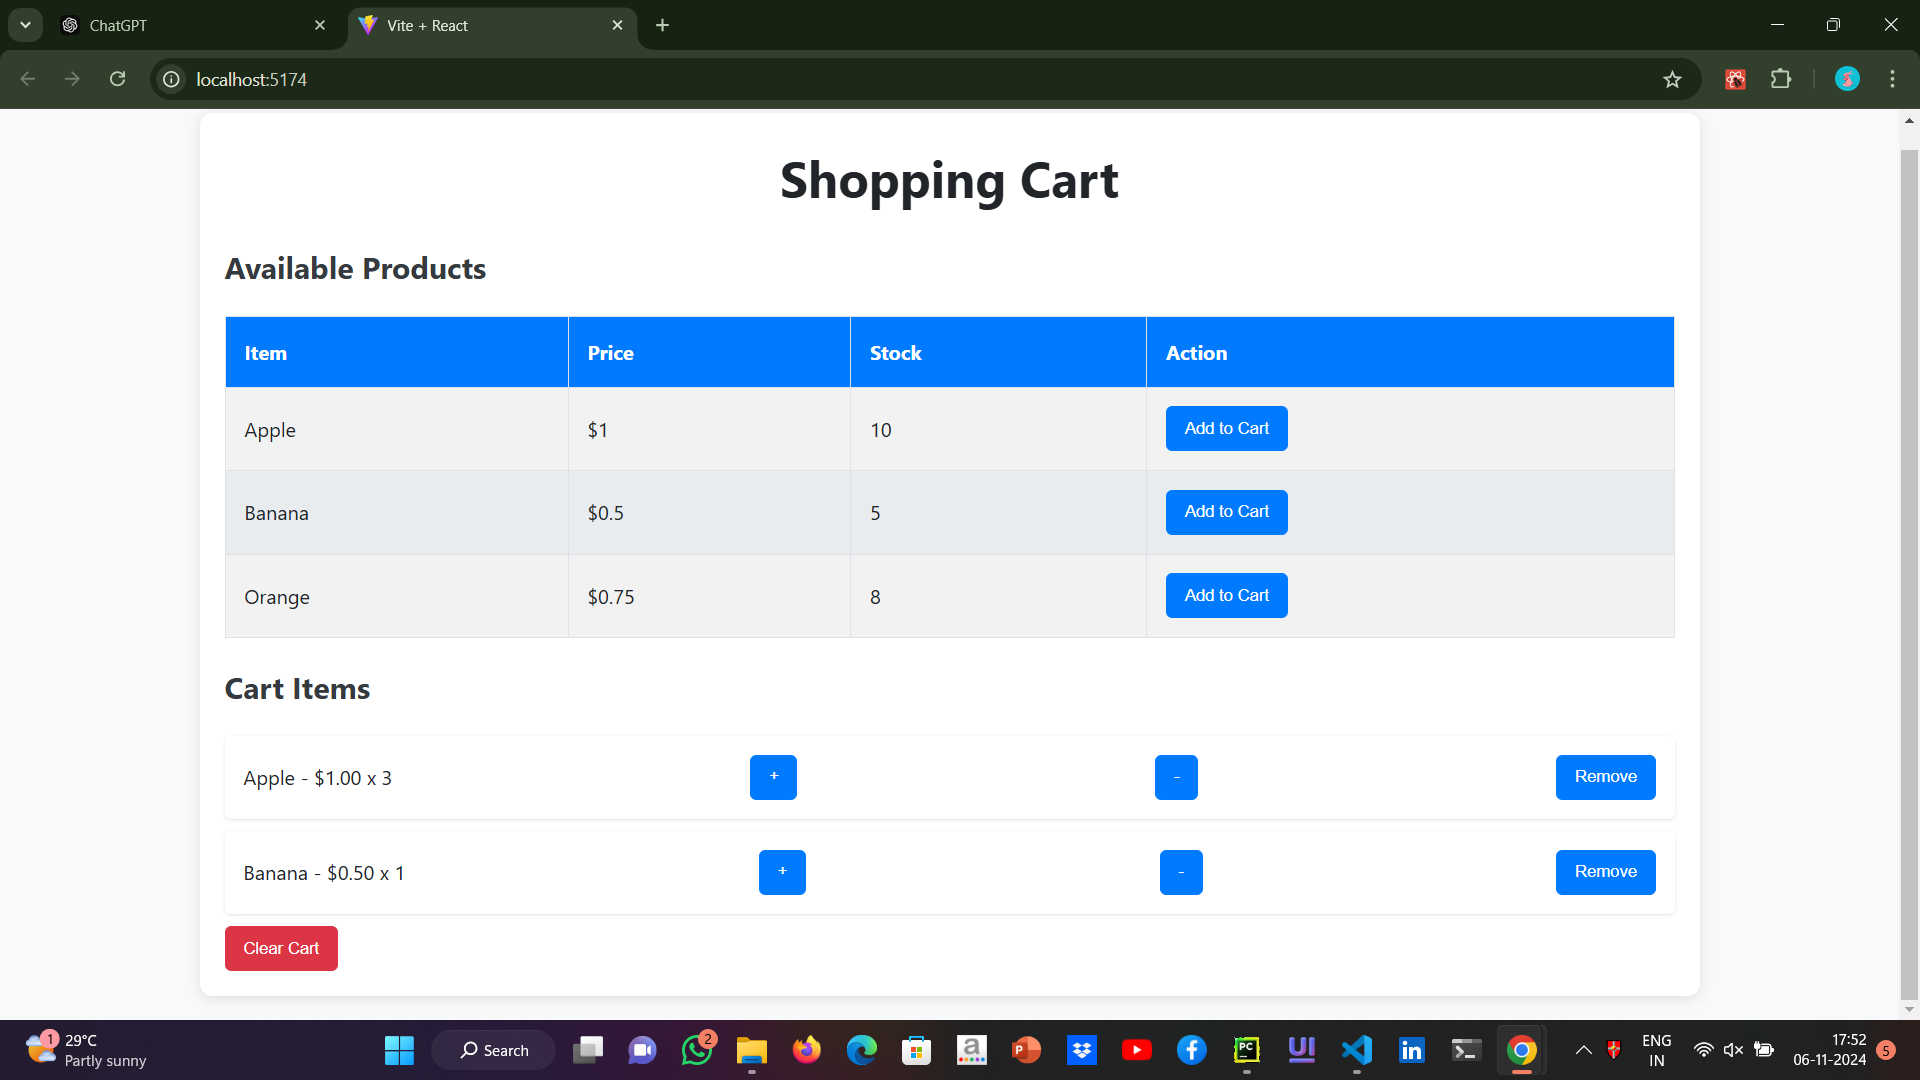 ChatGPT
Vite + React
localhost:5174
Shopping Cart
Available Products
Item Price Stock Action
Apple $1 10 Add to Cart
Banana $0.5 5 Add to Cart
Orange $0.75 8 Add to Cart
Cart Items
Apple - $1.00 x 3 + - Remove
Banana - $0.50 x 1 + - Remove
Clear Cart
1
29°C
Partly sunny
Search
2
a
P
PC
UI
in
ENG
IN
17:52
06-11-2024
5